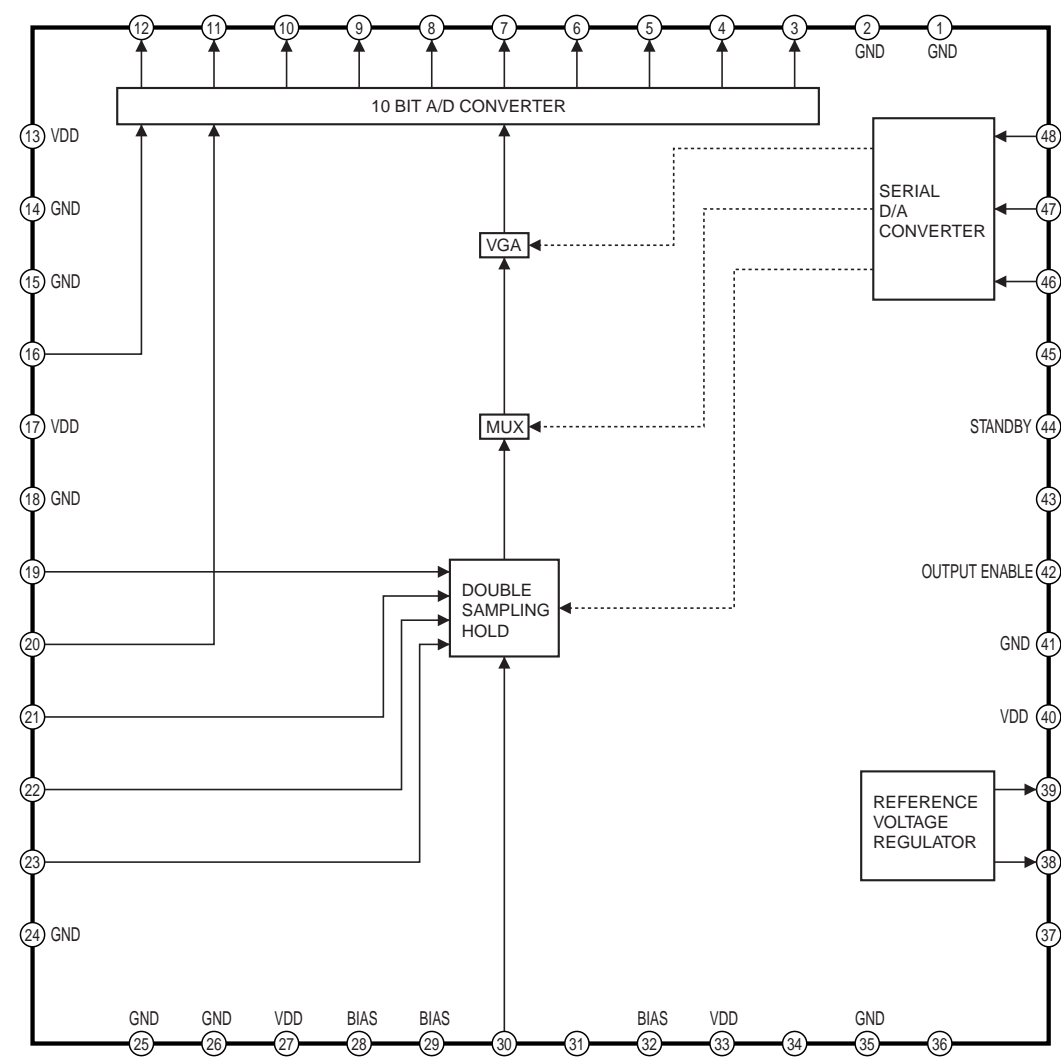 12 11 10 9 8 7 6 5 4 3 2 1
GND GND
10 BIT A/D CONVERTER
13 VDD
48
SERIAL
D/A
CONVERTER
14 GND
47
VGA
15 GND
46
16
45
17 VDD
MUX
STANDBY 44
18 GND
43
19
OUTPUT ENABLE 42
DOUBLE
SAMPLING
HOLD
20
GND 41
21
VDD 40
22
39
REFERENCE
VOLTAGE
REGULATOR
23
38
24 GND
37
GND GND VDD BIAS BIAS BIAS VDD GND
25 26 27 28 29 30 31 32 33 34 35 36